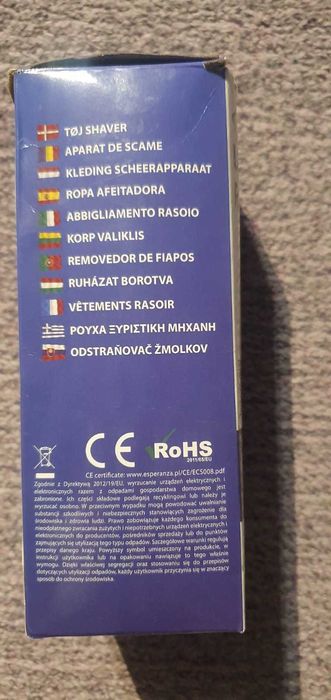 TØJ SHAVER
APARAT DE SCAME
KLEDING SCHEERAPPARAAT
ROPA AFEITADORA
ABBIGLIAMENTO RASOIO
KORP VALIKLIS
REMOVEDOR DE FIAPOS
RUHÁZAT BOROTVA
VÊTEMENTS RASOIR
ΡΟΥΧΑ ΞΥΡΙΣΤΙΚΗ ΜΗΧΑΝΗ
ODSTRAŇOVAČ ŽMOLKOV
CE RoHS
2011/65/EU
CE certificate: www.esperanza.pl/CE/ECS008.pdf
Zgodnie z Dyrektywą 2012/19/EU, wyrzucanie urządzeń elektrycznych i
elektronicznych razem z odpadami gospodarstwa domowego jest
zabronione. Ich części składowe podlegają recyklingowi lub należy je
wyrzucać osobno. W przeciwnym wypadku mogą powodować uwalnianie
substancji szkodliwych i niebezpiecznych stanowiących zagrożenie dla
środowiska i zdrowia ludzi. Prawo zobowiązuje każdego konsumenta do
nieodpłatnego zwracania zużytych i niepotrzebnych urządzeń elektrycznych i
elektronicznych do producentów, pośredników sprzedaży lub do punktów
zajmujących się utylizacją tego typu odpadów. Szczegółowe warunki regulują
przepisy danego kraju. Powyższy symbol umieszczony na produkcie, w
instrukcji użytkownika lub na opakowaniu nawiązuje to tego właśnie
wymogu. Dzięki właściwej segregacji oraz stosowaniu się do przepisów
dotyczących utylizacji odpadów, każdy użytkownik przyczynia się w znaczący
sposób do ochrony środowiska.